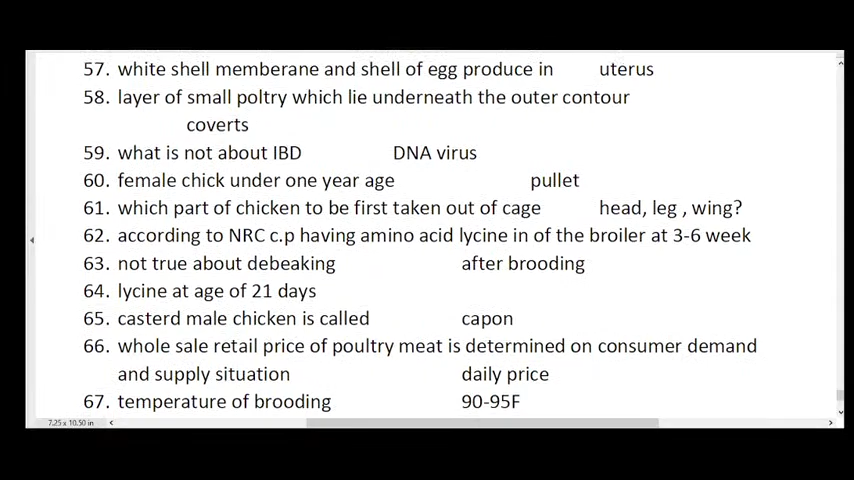 57. white shell memberane and shell of egg produce in uterus
58. layer of small poltry which lie underneath the outer contour
coverts
59. what is not about IBD DNA virus
60. female chick under one year age pullet
61. which part of chicken to be first taken out of cage head, leg , wing?
62. according to NRC c.p having amino acid lycine in of the broiler at 3-6 week
63. not true about debeaking after brooding
64. lycine at age of 21 days
65. casterd male chicken is called capon
66. whole sale retail price of poultry meat is determined on consumer demand
and supply situation daily price
67. temperature of brooding 90-95F
7.25 x 10.50 in